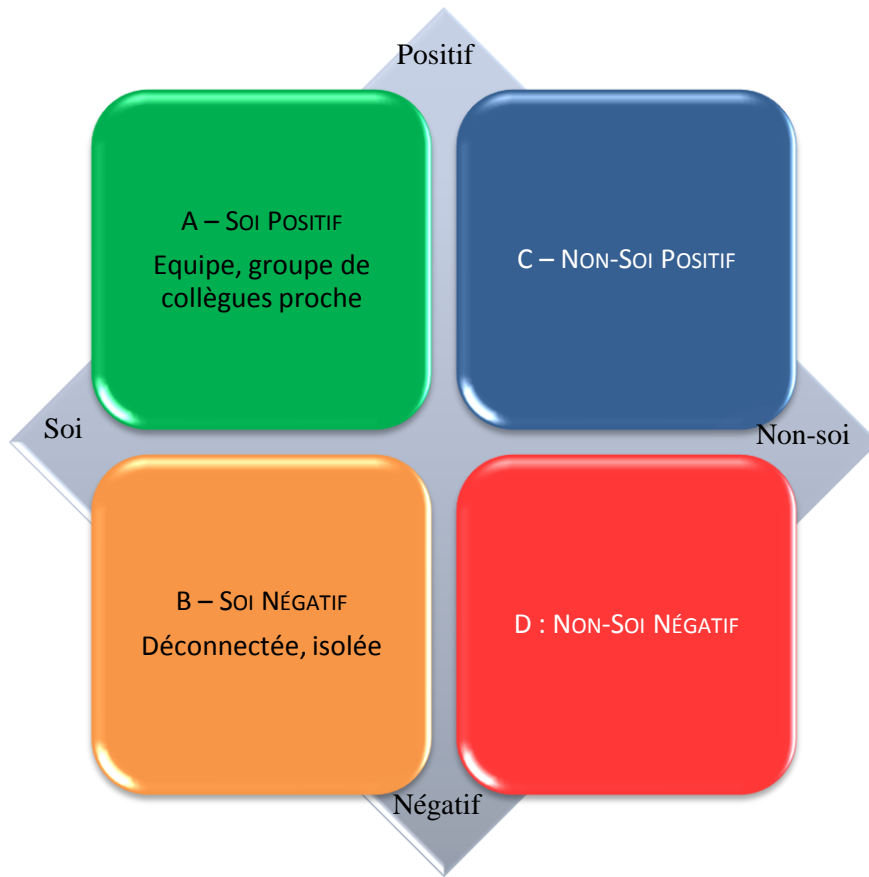 Positif
A – SOI POSITIF
Equipe, groupe de
collègues proche
C – NON-SOI POSITIF
Soi
Non-soi
B – SOI NÉGATIF
Déconnectée, isolée
D : NON-SOI NÉGATIF
Négatif